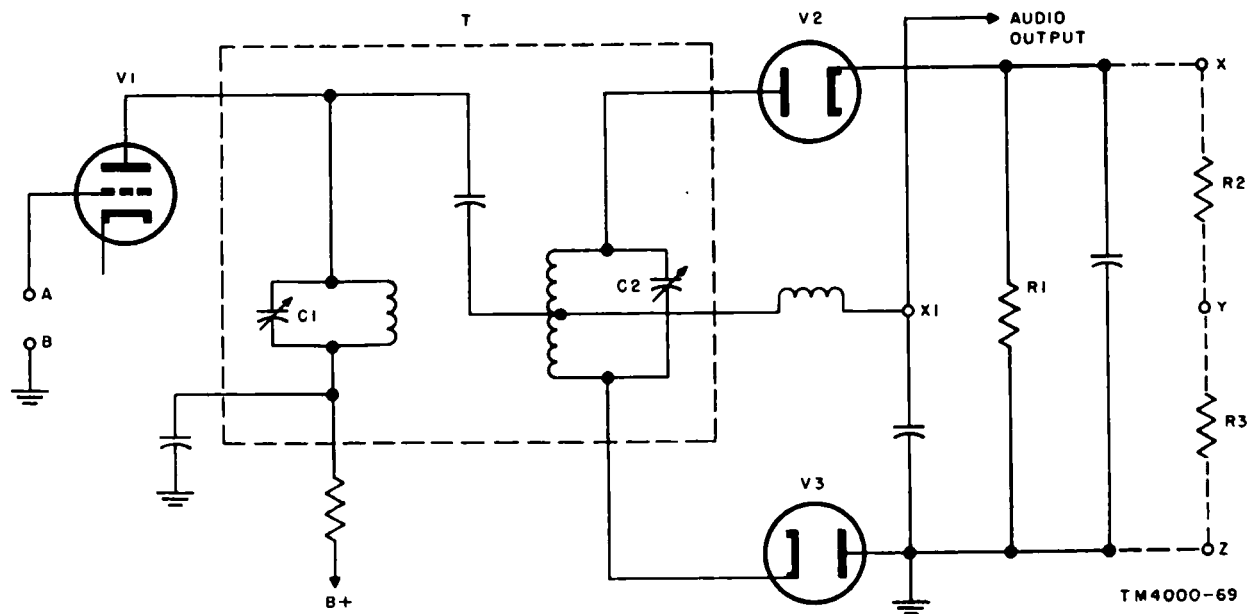 T
V2
AUDIO
OUTPUT
V1
X
R2
A
C1
C2
X1
R1
Y
B
R3
V3
Z
B+
TM4000-69